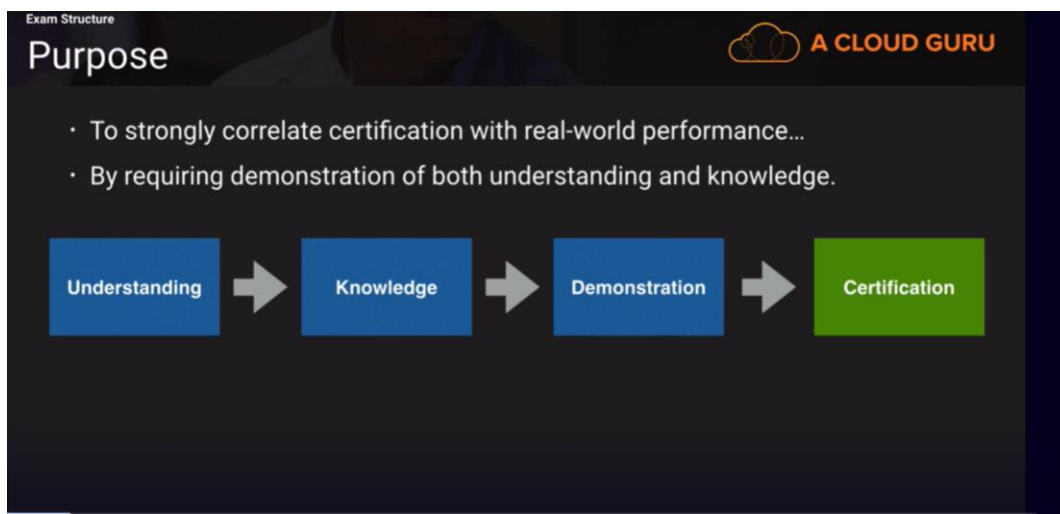 Exam Structure
Purpose
A CLOUD GURU
· To strongly correlate certification with real-world performance...
· By requiring demonstration of both understanding and knowledge.
Understanding
Knowledge
Demonstration
Certification